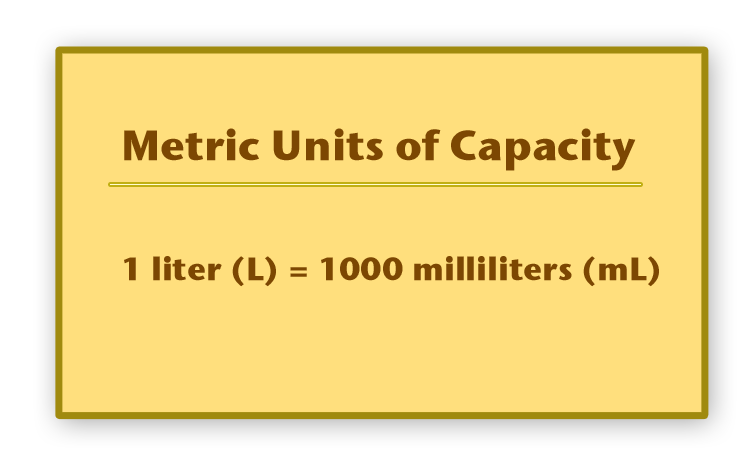 Metric Units of Capacity
1 liter (L) = 1000 milliliters (mL)